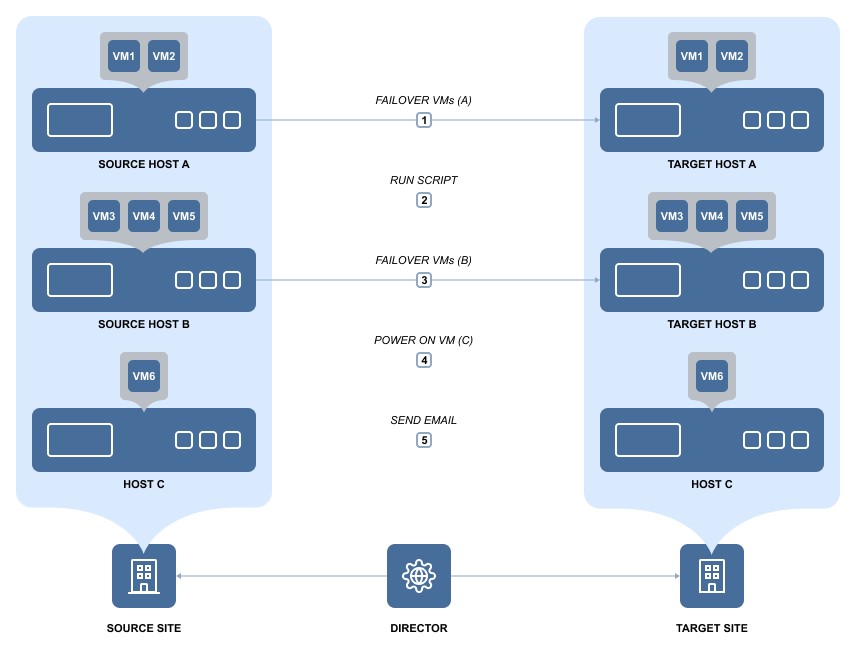 VM1 VM2
VM1 VM2
FAILOVER VMs (A)
1
SOURCE HOST A
TARGET HOST A
RUN SCRIPT
2
VM3 VM4 VM5
VM3 VM4 VM5
FAILOVER VMs (B)
3
SOURCE HOST B
TARGET HOST B
POWER ON VM (C)
4
VM6
VM6
SEND EMAIL
5
HOST C
HOST C
SOURCE SITE
DIRECTOR
TARGET SITE